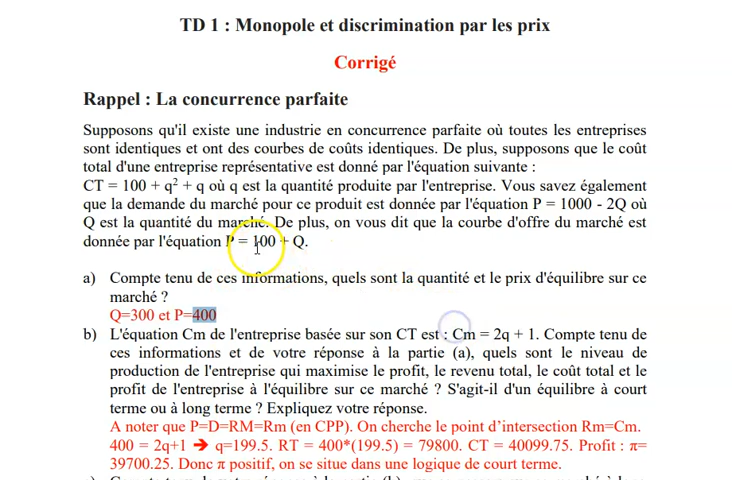 TD 1 : Monopole et discrimination par les prix
Corrigé
Rappel : La concurrence parfaite
Supposons qu'il existe une industrie en concurrence parfaite où toutes les entreprises
sont identiques et ont des courbes de coûts identiques. De plus, supposons que le coût
total d'une entreprise représentative est donné par l'équation suivante :
CT = 100 + q² + q où q est la quantité produite par l'entreprise. Vous savez également
que la demande du marché pour ce produit est donnée par l'équation P = 1000 - 2Q où
Q est la quantité du marché. De plus, on vous dit que la courbe d'offre du marché est
donnée par l'équation P = 100 + Q.
a) Compte tenu de ces informations, quels sont la quantité et le prix d'équilibre sur ce
marché ?
Q=300 et P=400
b) L'équation Cm de l'entreprise basée sur son CT est : Cm = 2q + 1. Compte tenu de
ces informations et de votre réponse à la partie (a), quels sont le niveau de
production de l'entreprise qui maximise le profit, le revenu total, le coût total et le
profit de l'entreprise à l'équilibre sur ce marché ? S'agit-il d'un équilibre à court
terme ou à long terme ? Expliquez votre réponse.
A noter que P=D=RM=Rm (en CPP). On cherche le point d'intersection Rm=Cm.
400 = 2q+1 ➔ q=199.5. RT = 400*(199.5) = 79800. CT = 40099.75. Profit : π=
39700.25. Donc π positif, on se situe dans une logique de court terme.